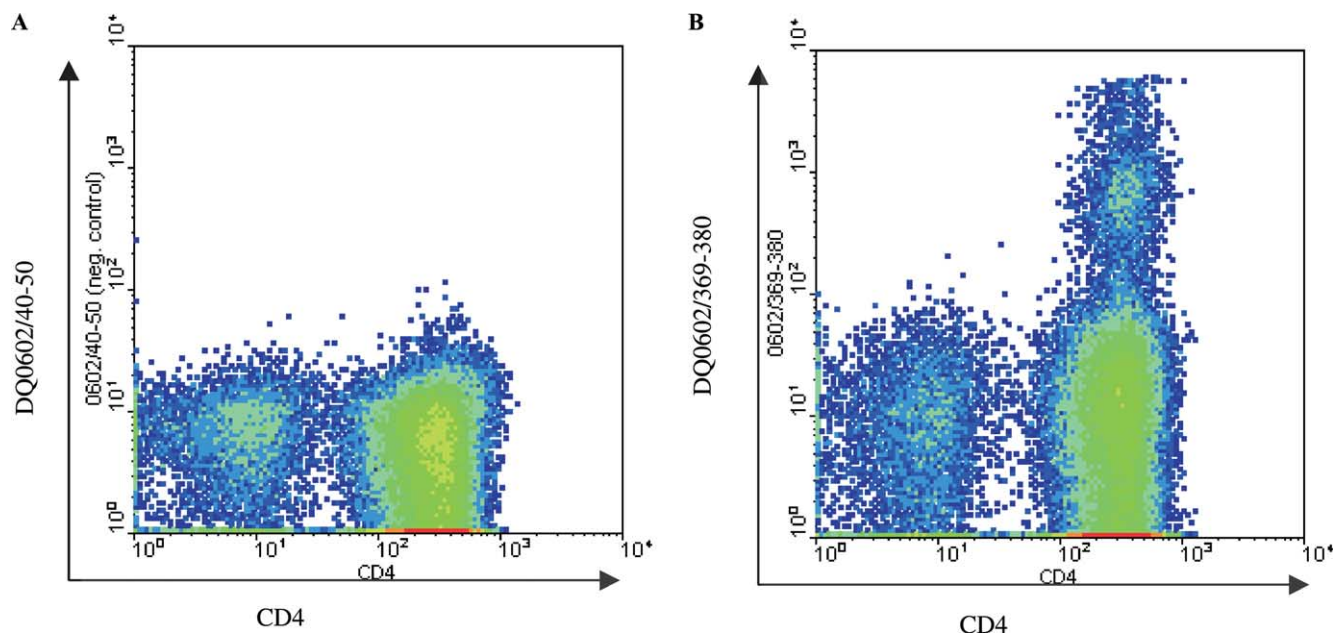 A
DQ0602/40-50
0602/40-50 (neg. control)
10⁴
10³
10²
10¹
10⁰
10⁰ 10¹ 10² 10³ 10⁴
CD4
CD4
B
DQ0602/369-380
0602/369-380
10⁴
10³
10²
10¹
10⁰
10⁰ 10¹ 10² 10³ 10⁴
CD4
CD4